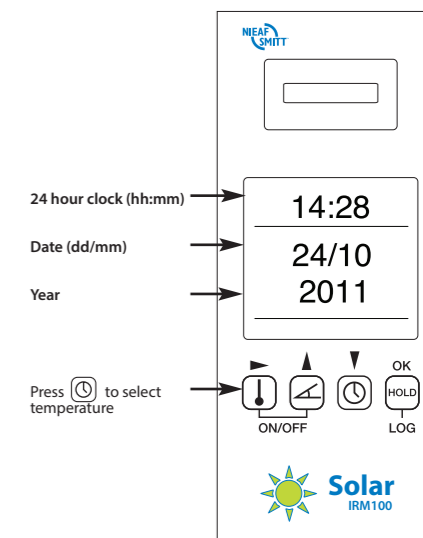 NIEAF
SMITT
24 hour clock (hh:mm)
14:28
Date (dd/mm)
24/10
Year
2011
OK
Press to select
temperature
HOLD
ON/OFF
LOG
Solar
IRM100